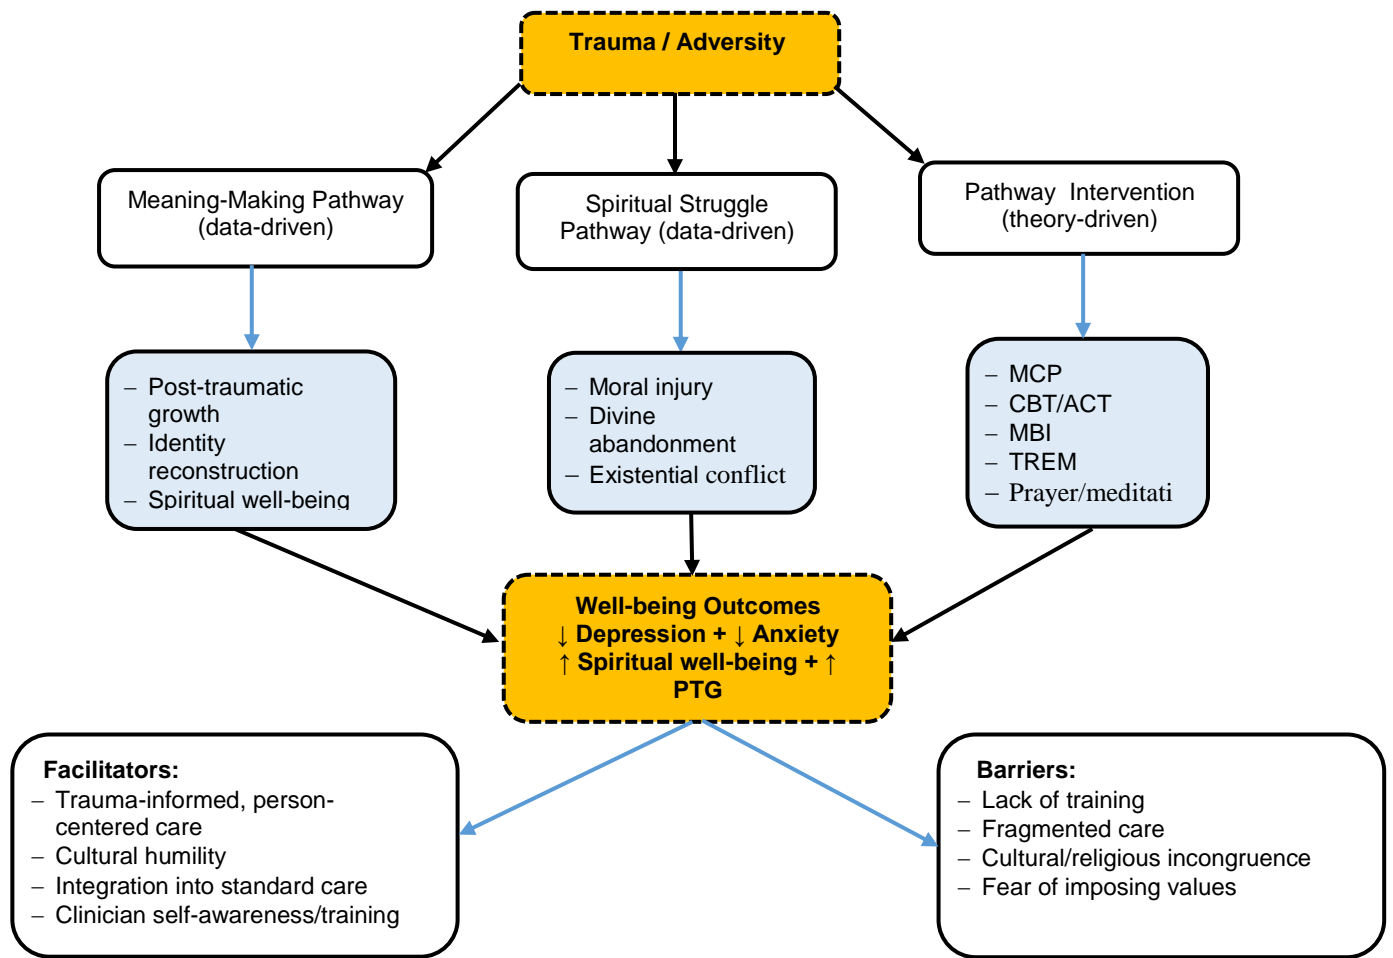 Trauma / Adversity
Meaning-Making Pathway
(data-driven)
Spiritual Struggle
Pathway (data-driven)
Pathway Intervention
(theory-driven)
– Post-traumatic
growth
– Identity
reconstruction
– Spiritual well-being
– Moral injury
– Divine
abandonment
– Existential conflict
– MCP
– CBT/ACT
– MBI
– TREM
– Prayer/meditati
Well-being Outcomes
↓ Depression + ↓ Anxiety
↑ Spiritual well-being + ↑
PTG
Facilitators:
– Trauma-informed, person-
centered care
– Cultural humility
– Integration into standard care
– Clinician self-awareness/training
Barriers:
– Lack of training
– Fragmented care
– Cultural/religious incongruence
– Fear of imposing values